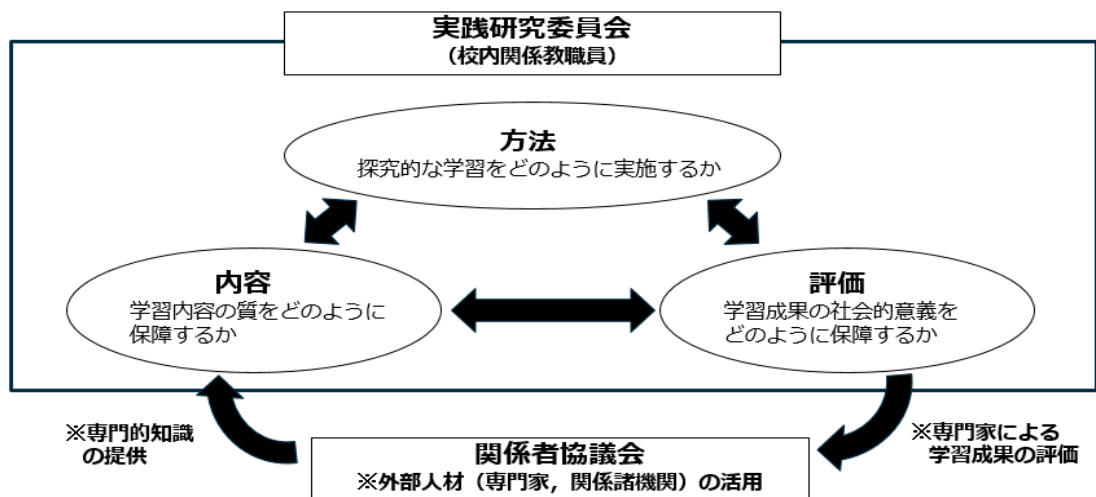 実践研究委員会
（校内関係教職員）
方法
探究的な学習をどのように実施するか
内容
学習内容の質をどのように
保障するか
評価
学習成果の社会的意義を
どのように保障するか
※専門的知識
の提供
関係者協議会
※外部人材（専門家，関係諸機関）の活用
※専門家による
学習成果の評価